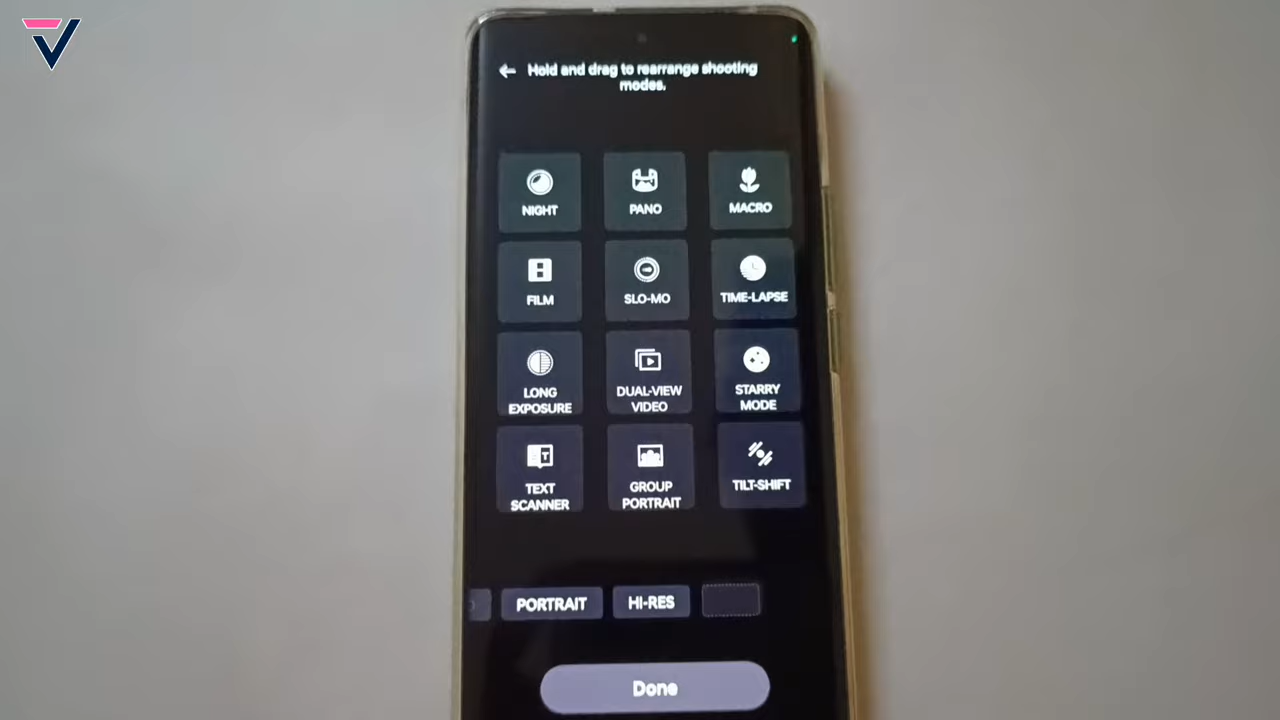 Hold and drag to rearrange shooting
modes.
NIGHT
PANO
MACRO
FILM
SLO-MO
TIME-LAPSE
LONG
EXPOSURE
DUAL-VIEW
VIDEO
STARRY
MODE
TEXT
SCANNER
GROUP
PORTRAIT
TILT-SHIFT
PORTRAIT
HI-RES
Done